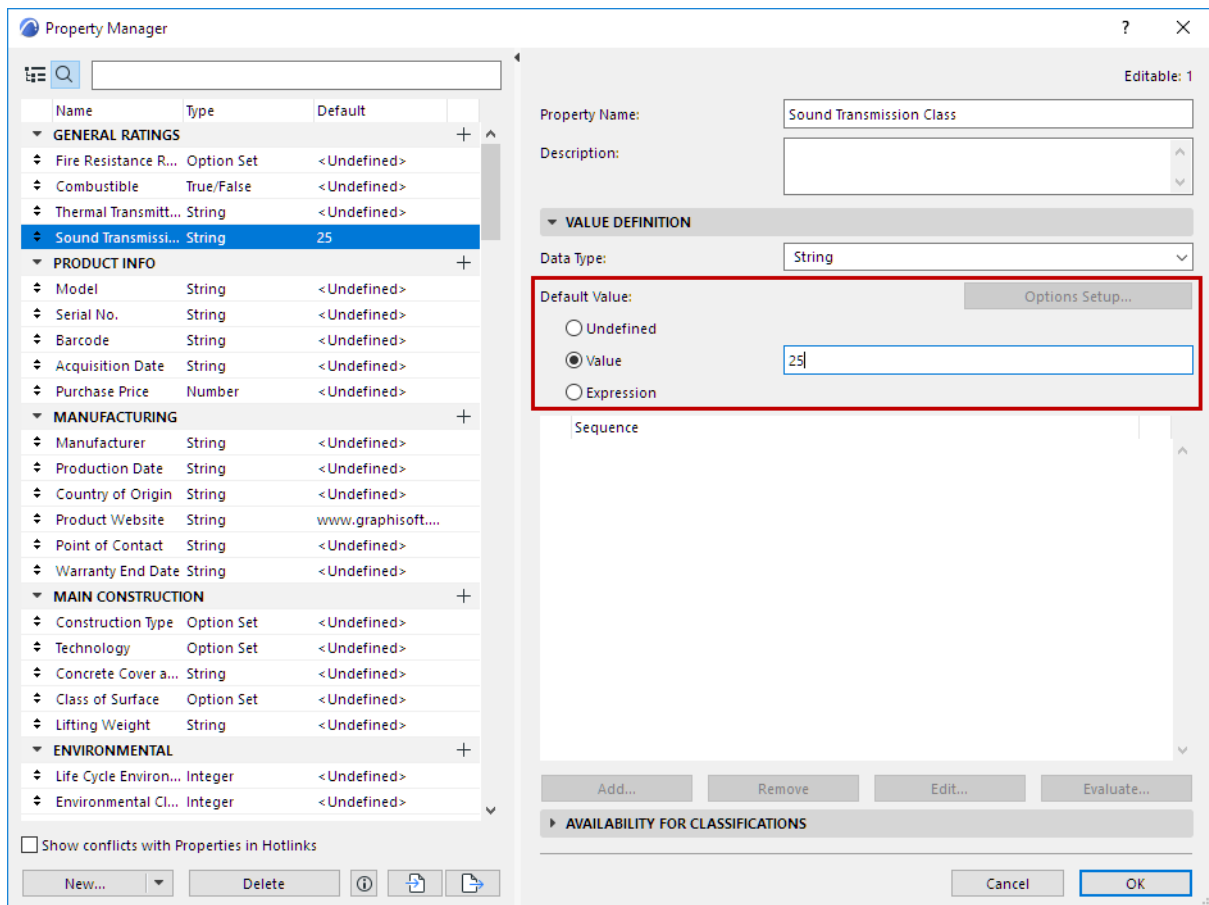 Property Manager
?
Name Type Default
GENERAL RATINGS
Fire Resistance R... Option Set <Undefined>
Combustible True/False <Undefined>
Thermal Transmitt... String <Undefined>
Sound Transmissi... String 25
PRODUCT INFO
Model String <Undefined>
Serial No. String <Undefined>
Barcode String <Undefined>
Acquisition Date String <Undefined>
Purchase Price Number <Undefined>
MANUFACTURING
Manufacturer String <Undefined>
Production Date String <Undefined>
Country of Origin String <Undefined>
Product Website String www.graphisoft....
Point of Contact String <Undefined>
Warranty End Date String <Undefined>
MAIN CONSTRUCTION
Construction Type Option Set <Undefined>
Technology Option Set <Undefined>
Concrete Cover a... String <Undefined>
Class of Surface Option Set <Undefined>
Lifting Weight String <Undefined>
ENVIRONMENTAL
Life Cycle Environ... Integer <Undefined>
Environmental Cl... Integer <Undefined>
Show conflicts with Properties in Hotlinks
New... Delete
Editable: 1
Property Name: Sound Transmission Class
Description:
VALUE DEFINITION
Data Type: String
Default Value: Options Setup...
Undefined
Value 25
Expression
Sequence
Add... Remove Edit... Evaluate...
AVAILABILITY FOR CLASSIFICATIONS
Cancel OK